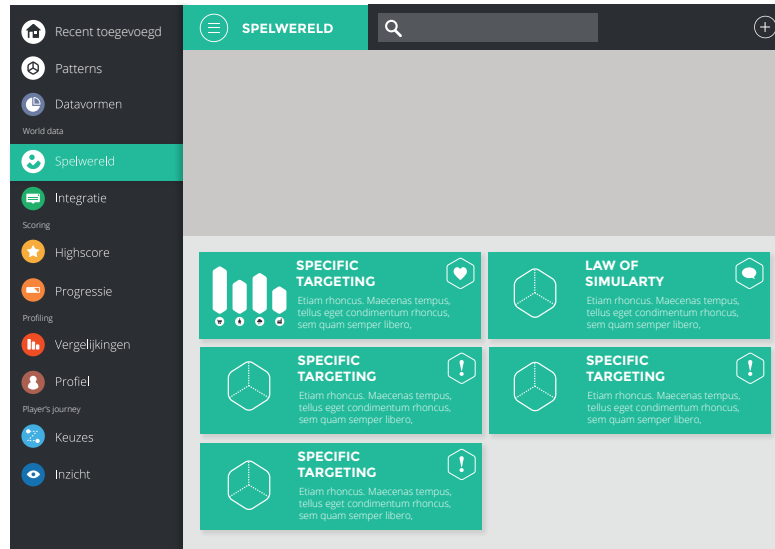 Recent toegevoegd
Patterns
Datavormen
World data
Spelwereld
Integratie
Scoring
Highscore
Progressie
Profiling
Vergelijkingen
Profiel
Player's journey
Keuzes
Inzicht
SPELWERELD
SPECIFIC
TARGETING
Etiam rhoncus. Maecenas tempus,
tellus eget condimentum rhoncus,
sem quam semper libero,
LAW OF
SIMULARTY
Etiam rhoncus. Maecenas tempus,
tellus eget condimentum rhoncus,
sem quam semper libero,
SPECIFIC
TARGETING
Etiam rhoncus. Maecenas tempus,
tellus eget condimentum rhoncus,
sem quam semper libero,
SPECIFIC
TARGETING
Etiam rhoncus. Maecenas tempus,
tellus eget condimentum rhoncus,
sem quam semper libero,
SPECIFIC
TARGETING
Etiam rhoncus. Maecenas tempus,
tellus eget condimentum rhoncus,
sem quam semper libero,